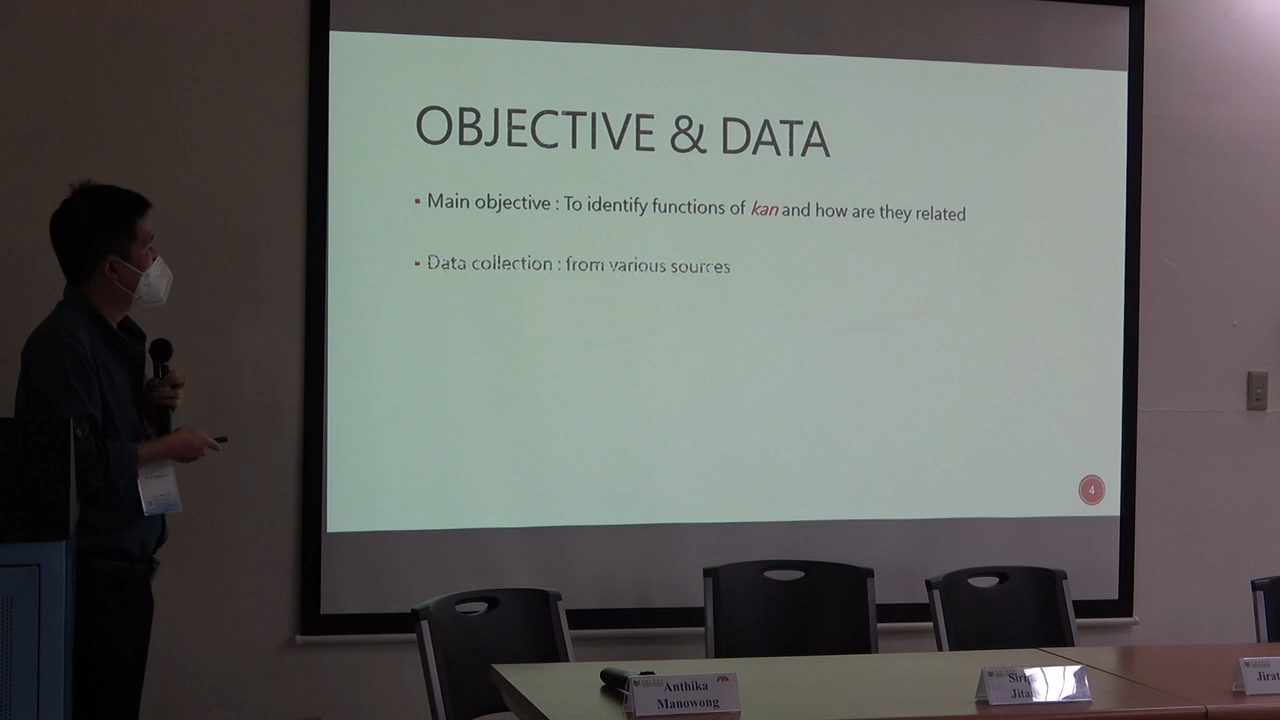 OBJECTIVE & DATA
▪ Main objective : To identify functions of kan and how are they related
▪ Data collection : from various sources
4
Anthika
Manowong